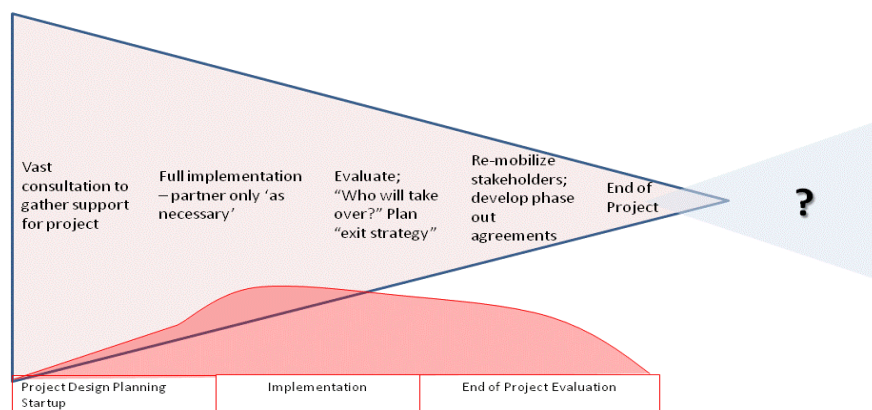 Vast
consultation to
gather support
for project
Full implementation
– partner only ‘as
necessary’
Evaluate;
“Who will take
over?” Plan
“exit strategy”
Re-mobilize
stakeholders;
develop phase
out
agreements
End of
Project
?
Project Design Planning
Startup
Implementation
End of Project Evaluation